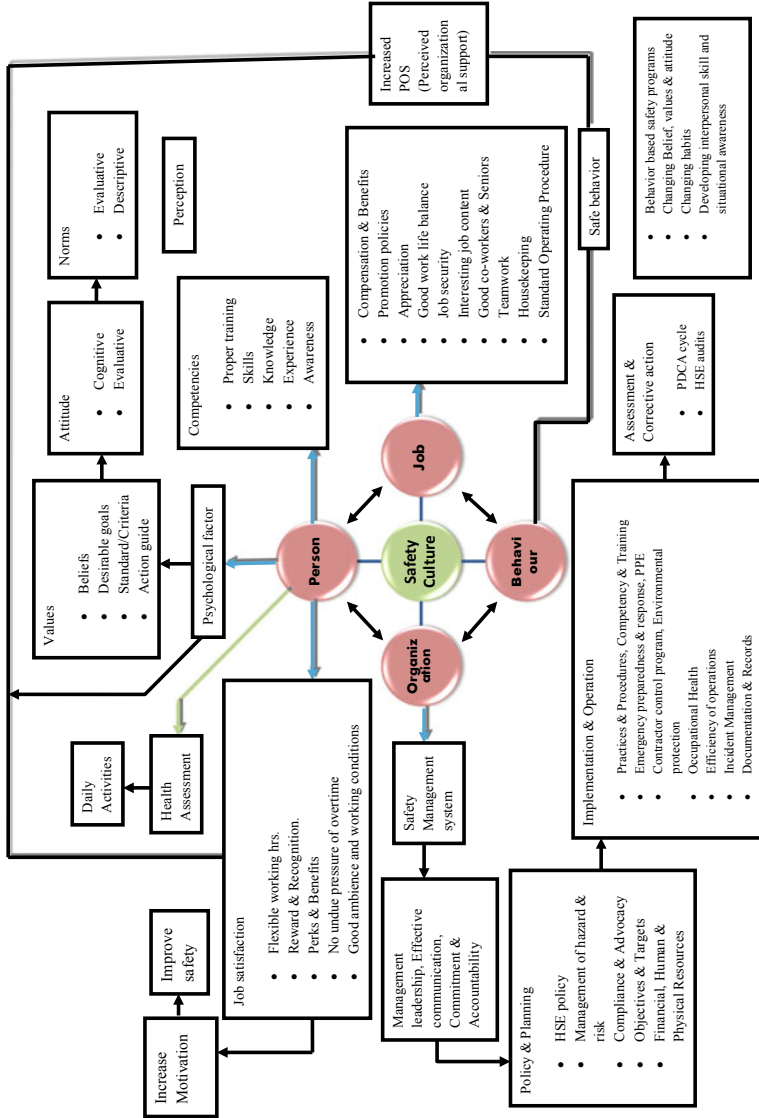 Increase
Motivation
Improve
safety
Daily
Activities
Health
Assessment
Job satisfaction
• Flexible working hrs.
• Reward & Recognition.
• Perks & Benefits
• No undue pressure of overtime
• Good ambience and working conditions
Values
• Beliefs
• Desirable goals
• Standard/Criteria
• Action guide
Attitude
• Cognitive
• Evaluative
Norms
• Evaluative
• Descriptive
Perception
Psychological factor
Competencies
• Proper training
• Skills
• Knowledge
• Experience
• Awareness
Person
Organiz
ation
Safety
Culture
Job
Behavi
our
Management
leadership, Effective
communication,
Commitment &
Accountability
Safety
Management
system
• Compensation & Benefits
• Promotion policies
• Appreciation
• Good work life balance
• Job security
• Interesting job content
• Good co-workers & Seniors
• Teamwork
• Housekeeping
• Standard Operating Procedure
Increased
POS
(Perceived
organization
al support)
Safe behavior
Policy & Planning
• HSE policy
• Management of hazard &
risk
• Compliance & Advocacy
• Objectives & Targets
• Financial, Human &
Physical Resources
Implementation & Operation
• Practices & Procedures, Competency & Training
• Emergency preparedness & response, PPE
• Contractor control program, Environmental
protection
• Occupational Health
• Efficiency of operations
• Incident Management
• Documentation & Records
Assessment &
Corrective action
• PDCA cycle
• HSE audits
• Behavior based safety programs
• Changing Belief, values & attitude
• Changing habits
• Developing interpersonal skill and
situational awareness